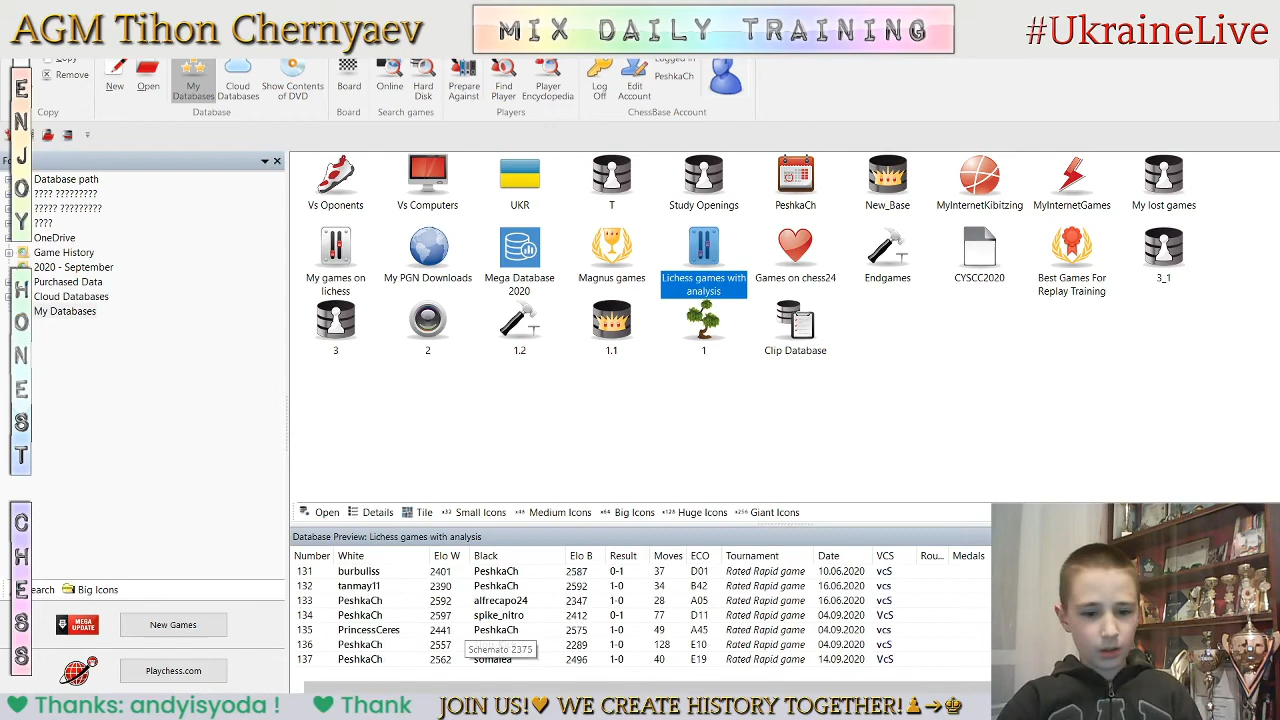 AGM Tihon Chernyaev
MIX DAILY TRAINING
#UkraineLive
ENJOY
HONEST
CHESS
Remove
New
Open
My Databases
Cloud Databases
Show Contents of DVD
Board
Online
Hard Disk
Prepare Against
Find Player
Player Encyclopedia
Log Off
Edit Account
PeshkaCh
Copy
Database
Board
Search games
Players
ChessBase Account
Database path
???? ?????????
????? ?????????
????
OneDrive
Game History
2020 - September
Purchased Data
Cloud Databases
My Databases
Vs Oponents
Vs Computers
UKR
T
Study Openings
PeshkaCh
New_Base
MyInternetKibitzing
MyInternetGames
My lost games
My games on lichess
My PGN Downloads
Mega Database 2020
Magnus games
Lichess games with analysis
Games on chess24
Endgames
CYSCC2020
Best Games For Replay Training
3_1
3
2
1.2
1.1
1
Clip Database
Open Details Tile x32 Small Icons x48 Medium Icons x64 Big Icons x128 Huge Icons x256 Giant Icons
Database Preview: Lichess games with analysis
Number White Elo W Black Elo B Result Moves ECO Tournament Date VCS Rou... Medals
131 burbuliss 2401 PeshkaCh 2587 0-1 37 D01 Rated Rapid game 10.06.2020 vcS
132 tanmay11 2390 PeshkaCh 2592 1-0 34 B42 Rated Rapid game 16.06.2020 vcS
133 PeshkaCh 2592 alfrecapo24 2347 1-0 28 A05 Rated Rapid game 16.06.2020 VcS
134 PeshkaCh 2597 spike_nitro 2412 0-1 77 D11 Rated Rapid game 04.09.2020 VcS
135 PrincessCeres 2441 PeshkaCh 2575 1-0 49 A45 Rated Rapid game 04.09.2020 vcs
136 PeshkaCh 2557 2289 1-0 128 E10 Rated Rapid game 04.09.2020 VcS
Schemato 2375
137 PeshkaCh 2562 somalea 2496 1-0 40 E19 Rated Rapid game 14.09.2020 VcS
earch Big Icons
MEGA UPDATE
New Games
Playchess.com
Thanks: andyisyoda ! Thank
JOIN US! WE CREATE HISTORY TOGETHER!